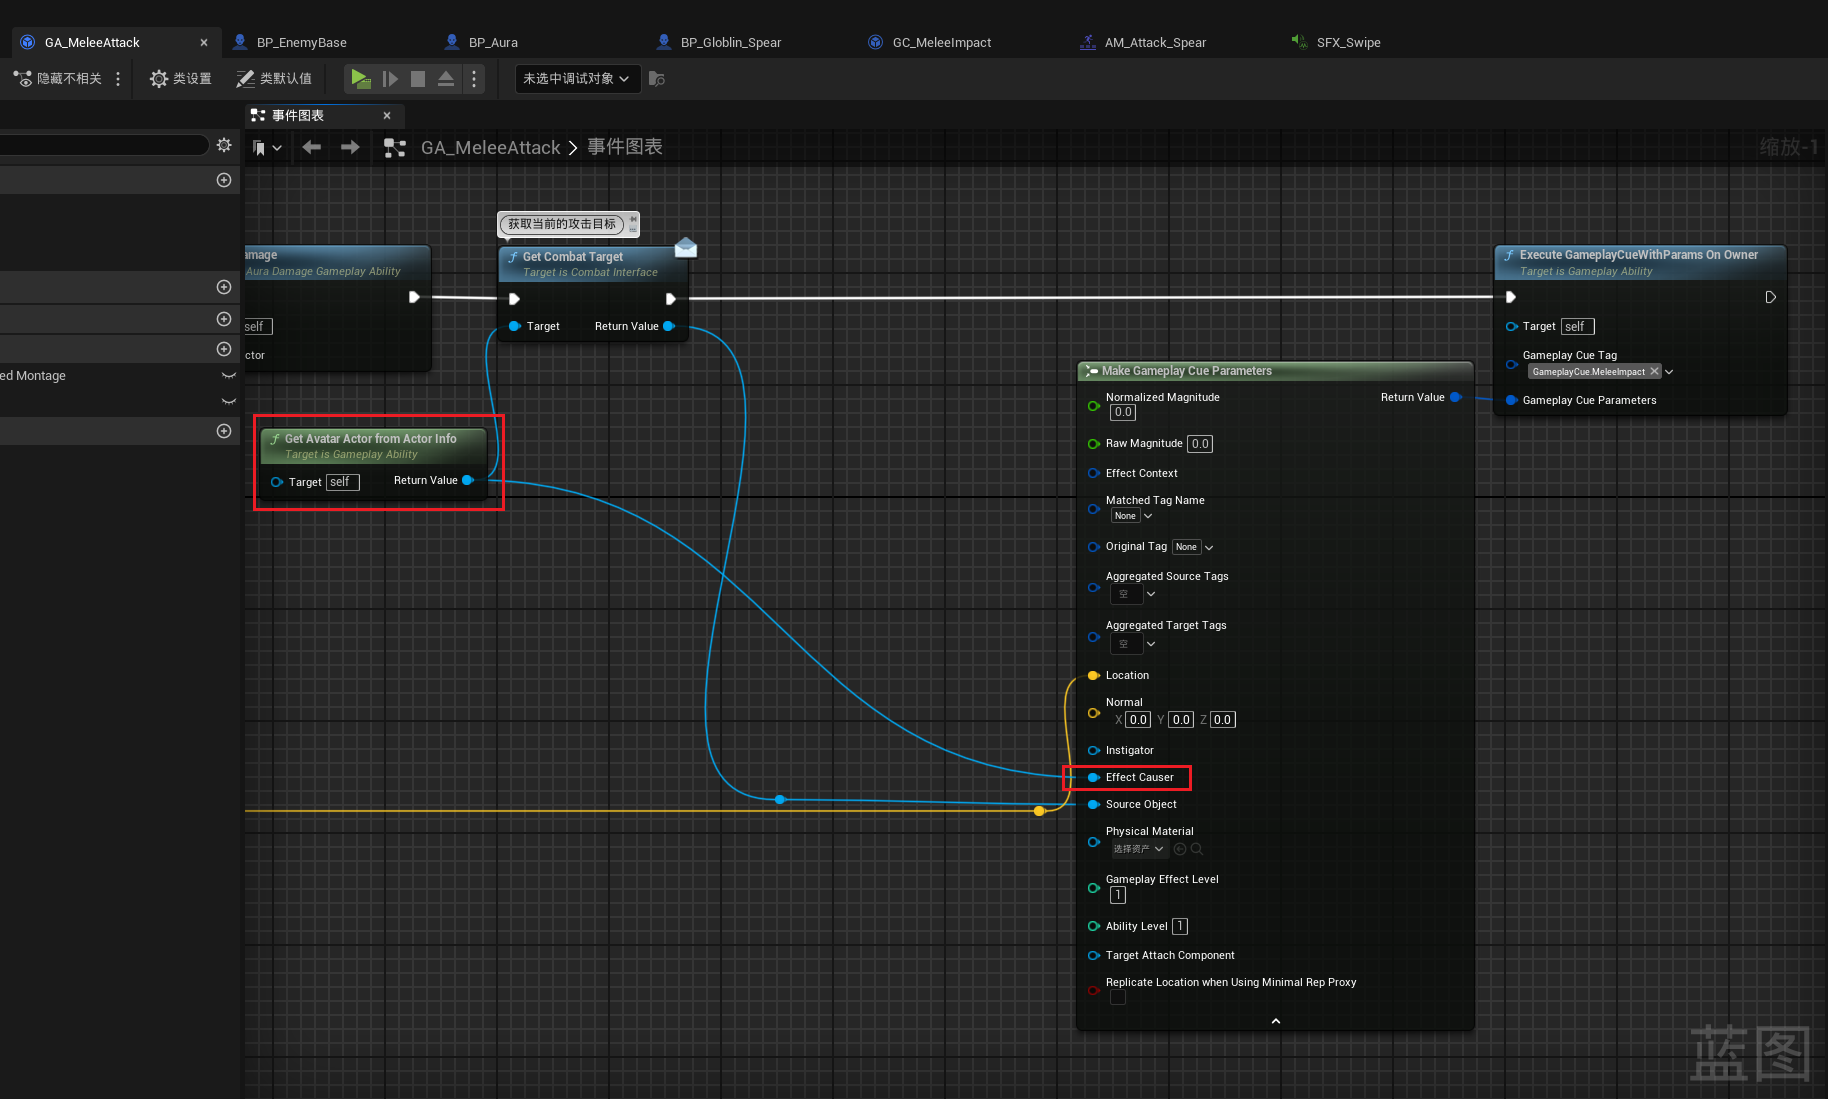 GA_MeleeAttack
BP_EnemyBase
BP_Aura
BP_Globlin_Spear
GC_MeleeImpact
AM_Attack_Spear
SFX_Swipe
隐藏不相关
类设置
类默认值
未选中调试对象
事件图表
GA_MeleeAttack > 事件图表
缩放-1
获取当前的攻击目标
amage
Aura Damage Gameplay Ability
self
ctor
Get Combat Target
Target is Combat Interface
Target
Return Value
Execute GameplayCueWithParams On Owner
Target is Gameplay Ability
Target self
Gameplay Cue Tag
GameplayCue.MeleeImpact
Gameplay Cue Parameters
ed Montage
Get Avatar Actor from Actor Info
Target is Gameplay Ability
Target self
Return Value
Make Gameplay Cue Parameters
Normalized Magnitude
0.0
Return Value
Raw Magnitude 0.0
Effect Context
Matched Tag Name
None
Original Tag None
Aggregated Source Tags
空
Aggregated Target Tags
空
Location
Normal
X 0.0 Y 0.0 Z 0.0
Instigator
Effect Causer
Source Object
Physical Material
选择资产
Gameplay Effect Level
1
Ability Level 1
Target Attach Component
Replicate Location when Using Minimal Rep Proxy
蓝图